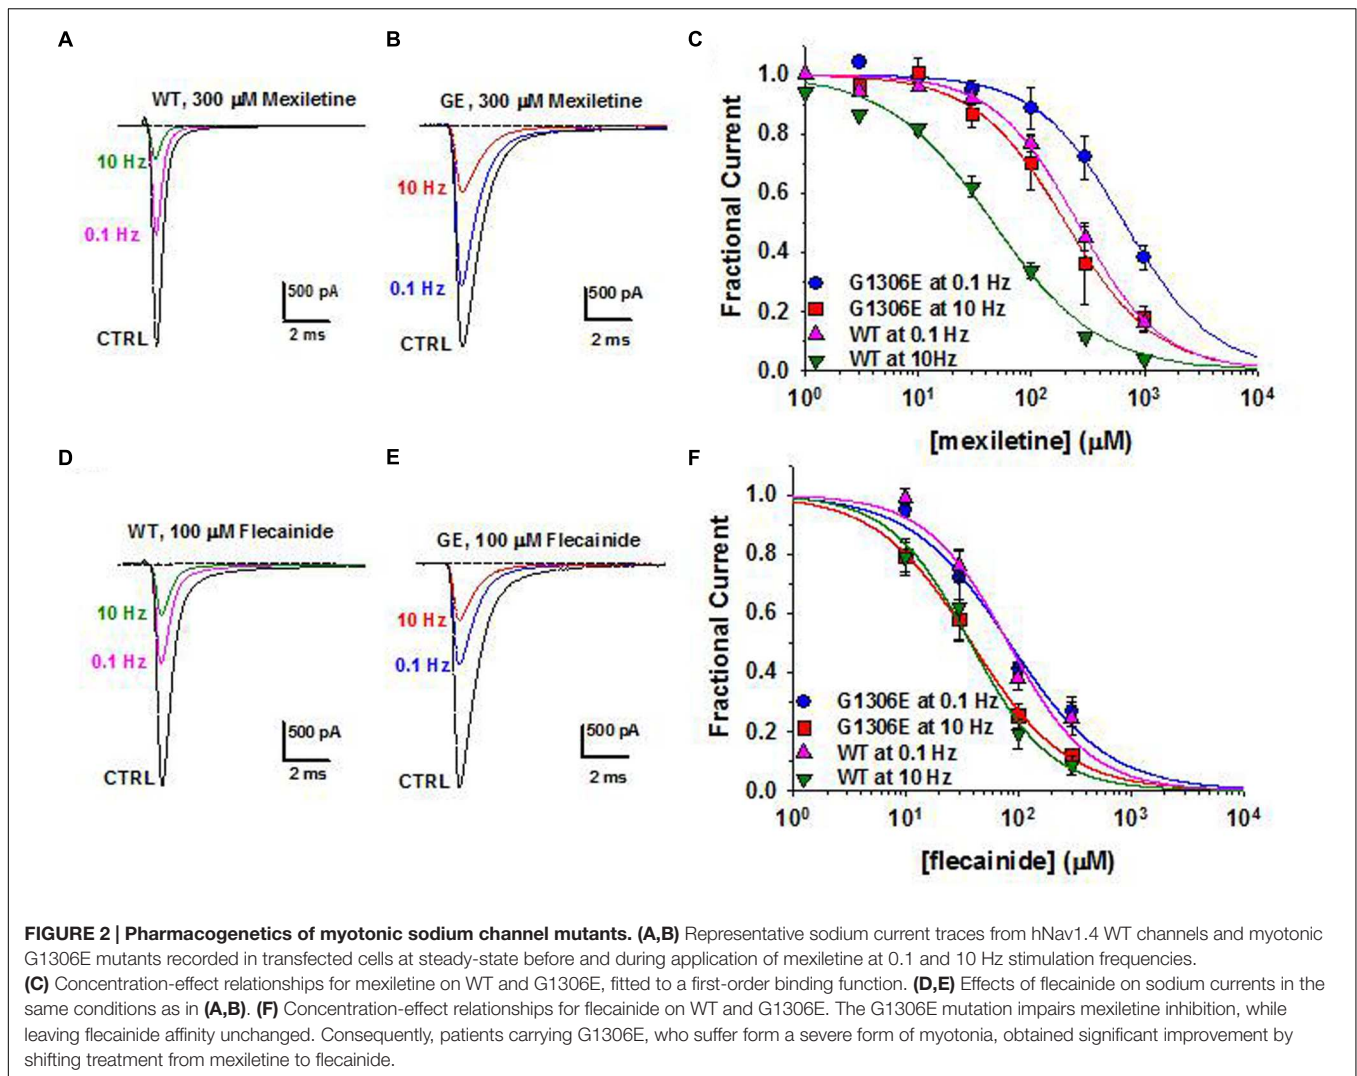 A
WT, 300 µM Mexiletine
10 Hz
0.1 Hz
CTRL
500 pA
2 ms
B
GE , 300 µM Mexiletine
10 Hz
0.1 Hz
CTRL
500 pA
2 ms
C
Fractional Current
1.0
0.8
0.6
0.4
0.2
0.0
G1306E at 0.1 Hz
G1306E at 10 Hz
WT at 0.1 Hz
WT at 10Hz
10⁰ 10¹ 10² 10³ 10⁴
[mexiletine] (µM)
D
WT, 100 µM Flecainide
10 Hz
0.1 Hz
CTRL
500 pA
2 ms
E
GE, 100 µM Flecainide
10 Hz
0.1 Hz
CTRL
500 pA
2 ms
F
Fractional Current
1.0
0.8
0.6
0.4
0.2
0.0
G1306E at 0.1 Hz
G1306E at 10 Hz
WT at 0.1 Hz
WT at 10 Hz
10⁰ 10¹ 10² 10³ 10⁴
[flecainide] (µM)
FIGURE 2 | Pharmacogenetics of myotonic sodium channel mutants. (A,B) Representative sodium current traces from hNav1.4 WT channels and myotonic
G1306E mutants recorded in transfected cells at steady-state before and during application of mexiletine at 0.1 and 10 Hz stimulation frequencies.
(C) Concentration-effect relationships for mexiletine on WT and G1306E, fitted to a first-order binding function. (D,E) Effects of flecainide on sodium currents in the
same conditions as in (A,B). (F) Concentration-effect relationships for flecainide on WT and G1306E. The G1306E mutation impairs mexiletine inhibition, while
leaving flecainide affinity unchanged. Consequently, patients carrying G1306E, who suffer form a severe form of myotonia, obtained significant improvement by
shifting treatment from mexiletine to flecainide.